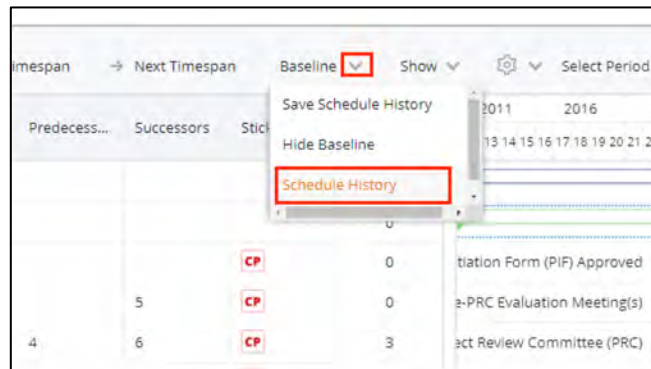 imespan → Next Timespan Baseline Show Select Period
Save Schedule History
2011 2016
Predecess... Successors Stick
13 14 15 16 17 18 19 20 21 2
Hide Baseline
Schedule History
0
CP 0 tiation Form (PIF) Approved
5 CP 0 e-PRC Evaluation Meeting(s)
4 6 CP 3 ect Review Committee (PRC)